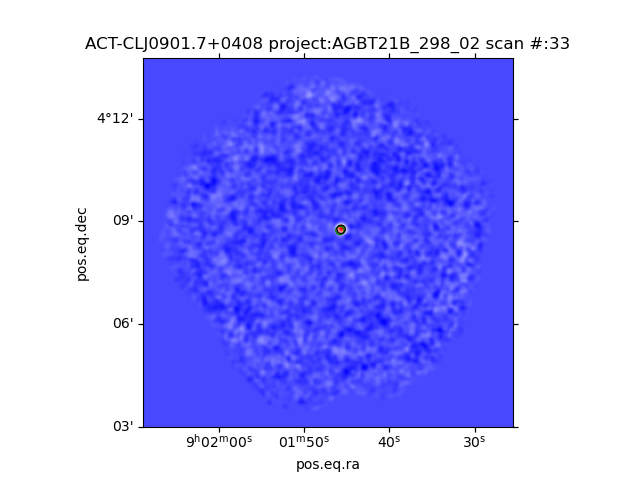 ACT-CLJ0901.7+0408 project:AGBT21B_298_02 scan #:33
4°12'
09'
06'
03'
9ʰ02ᵐ00ˢ 01ᵐ50ˢ 40ˢ 30ˢ
pos.eq.ra
pos.eq.dec